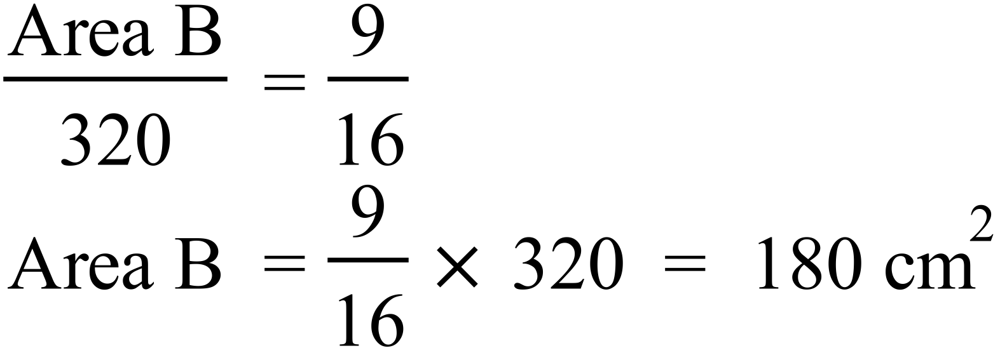 Area B / 320 = 9 / 16
Area B = 9 / 16 × 320 = 180 cm²